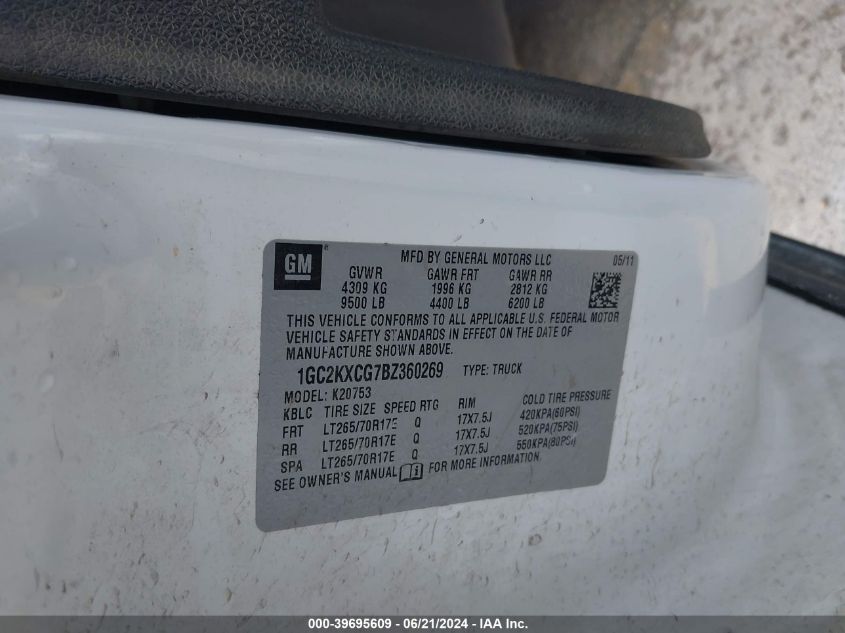 GM
MFD BY GENERAL MOTORS LLC 05/11
GVWR GAWR FRT GAWR RR
4309 KG 1996 KG 2812 KG
9500 LB 4400 LB 6200 LB
THIS VEHICLE CONFORMS TO ALL APPLICABLE U.S. FEDERAL MOTOR
VEHICLE SAFETY STANDARDS IN EFFECT ON THE DATE OF
MANUFACTURE SHOWN ABOVE.
1GC2KXCG7BZ360269 TYPE: TRUCK
MODEL: K20753
KBLC TIRE SIZE SPEED RTG RIM COLD TIRE PRESSURE
FRT LT265/70R17E Q 17X7.5J 420KPA(60PSI)
RR LT265/70R17E Q 17X7.5J 520KPA(75PSI)
SPA LT265/70R17E Q 17X7.5J 550KPA(80PSI)
SEE OWNER'S MANUAL i FOR MORE INFORMATION.
000-39695609 - 06/21/2024 - IAA Inc.